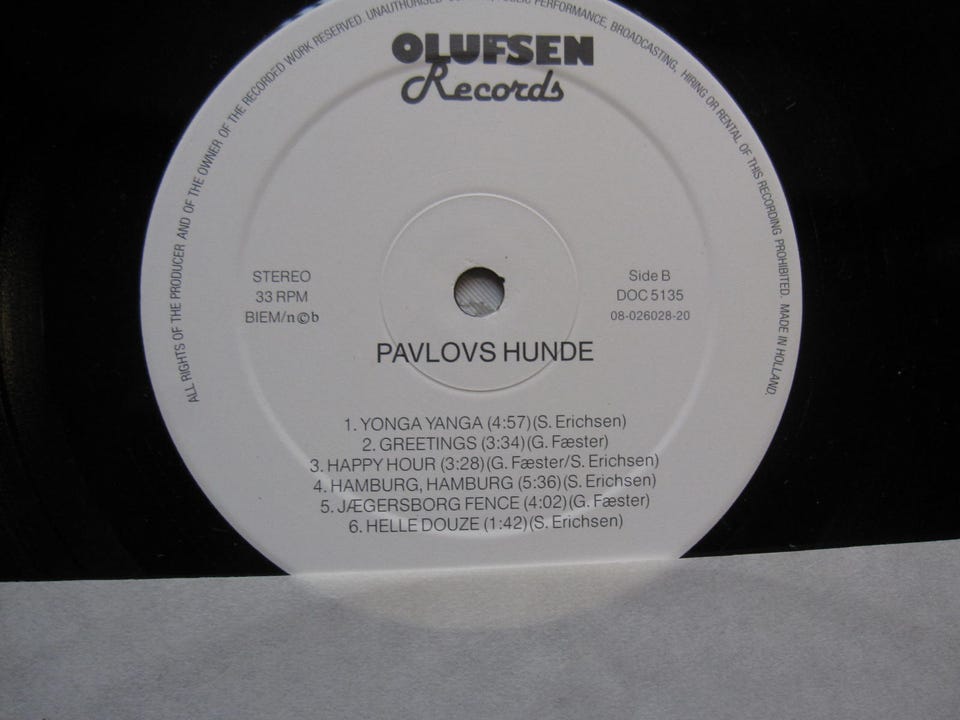 ALL RIGHTS OF THE PRODUCER AND OF THE OWNER OF THE RECORDED WORK RESERVED. UNAUTHORISED PUBLIC PERFORMANCE, BROADCASTING, HIRING OR RENTAL OF THIS RECORDING PROHIBITED. MADE IN HOLLAND.
OLUFSEN
Records
STEREO
33 RPM
BIEM/n©b
Side B
DOC 5135
08-026028-20
PAVLOVS HUNDE
1. YONGA YANGA (4:57)(S. Erichsen)
2. GREETINGS (3:34)(G. Fæster)
3. HAPPY HOUR (3:28)(G. Fæster/S. Erichsen)
4. HAMBURG, HAMBURG (5:36)(S. Erichsen)
5. JÆGERSBORG FENCE (4:02)(G. Fæster)
6. HELLE DOUZE (1:42)(S. Erichsen)